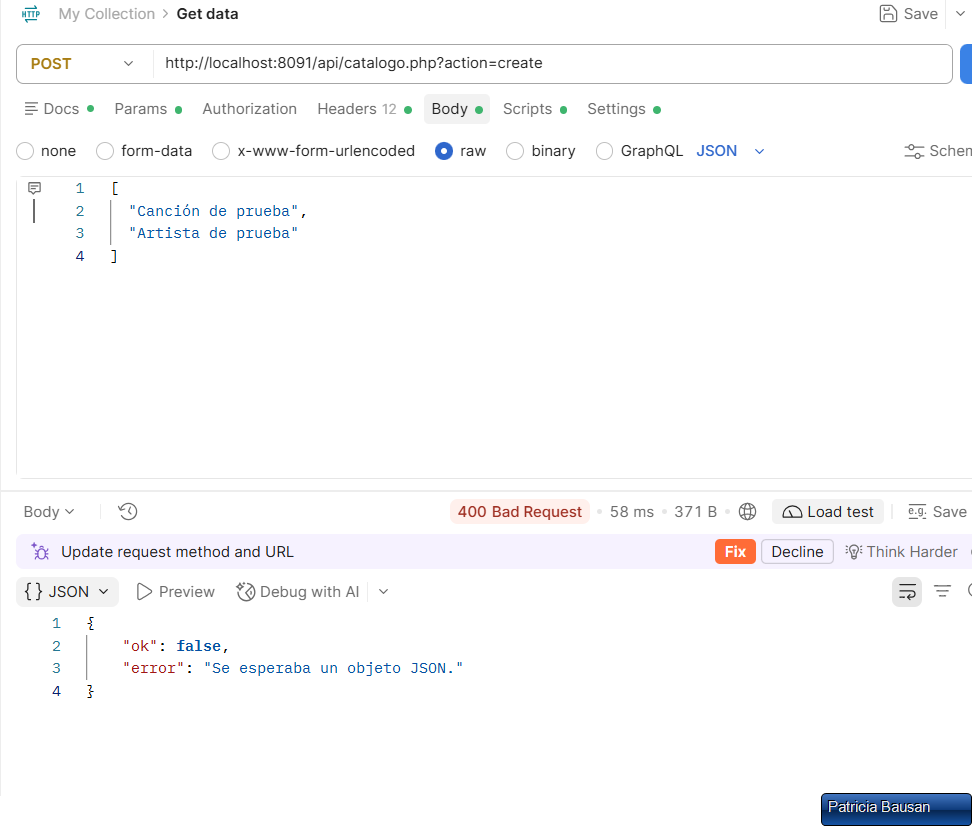 HTTP My Collection > Get data Save
POST http://localhost:8091/api/catalogo.php?action=create
Docs Params Authorization Headers 12 Body Scripts Settings
none form-data x-www-form-urlencoded raw binary GraphQL JSON Schem
1 [
2 "Canción de prueba",
3 "Artista de prueba"
4 ]
Body 400 Bad Request 58 ms 371 B Load test e.g. Save
Update request method and URL Fix Decline Think Harder
{} JSON Preview Debug with AI
1 {
2 "ok": false,
3 "error": "Se esperaba un objeto JSON."
4 }
Patricia Bausan